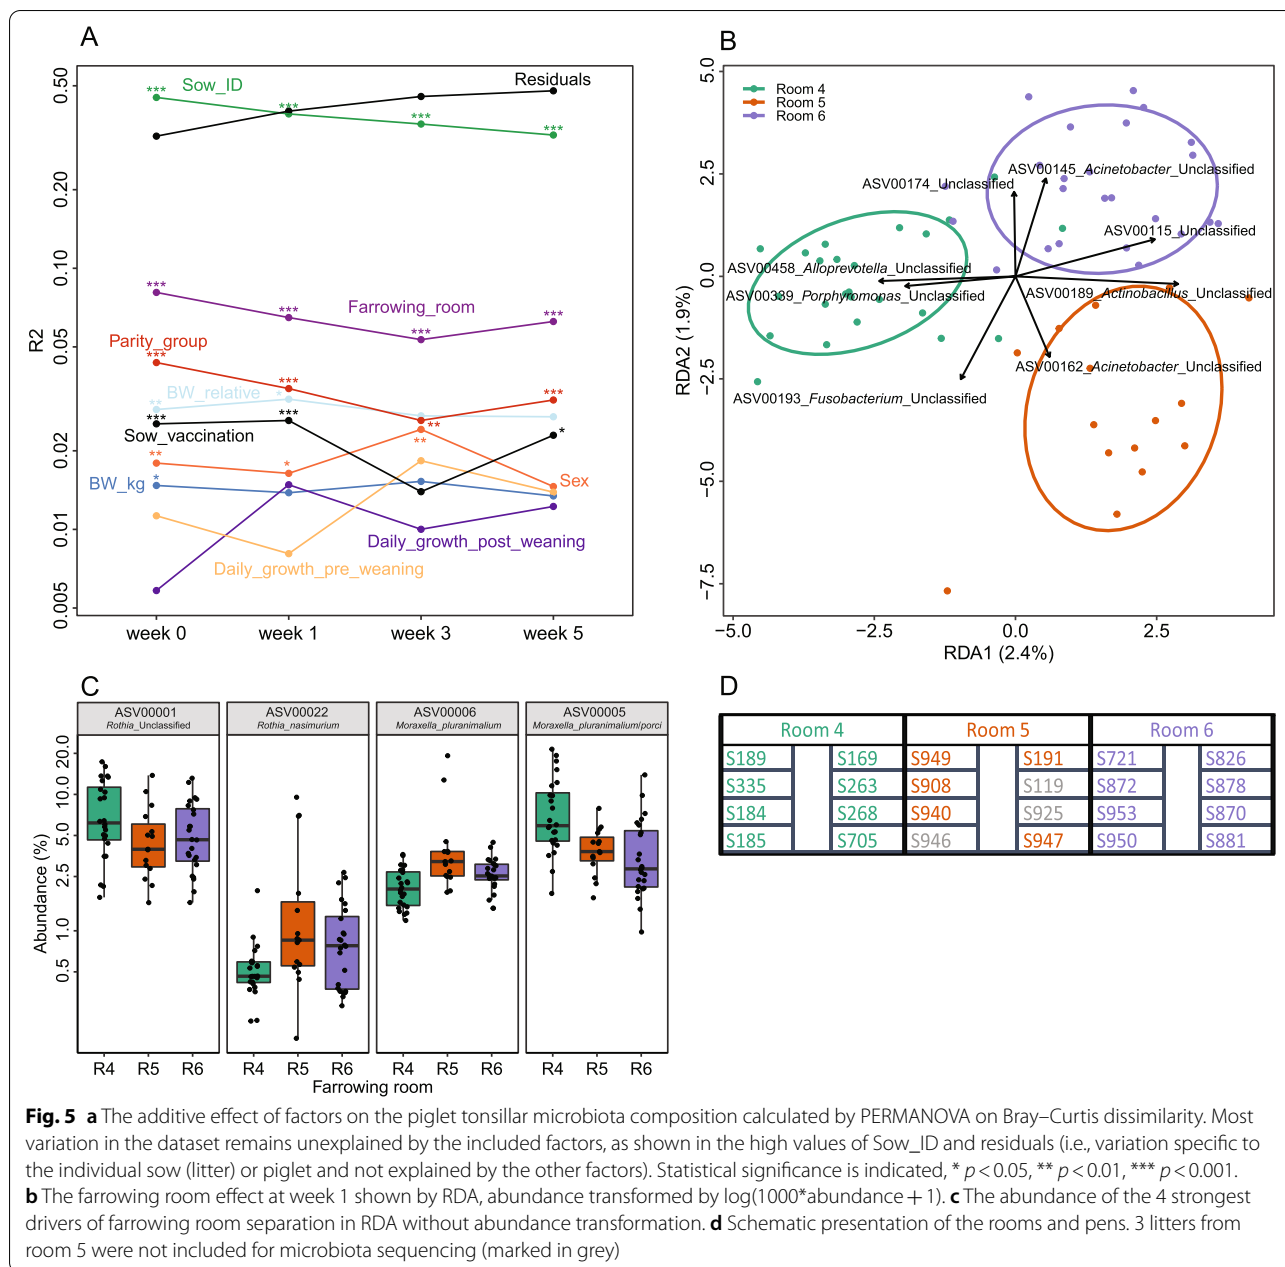 A
0.50
0.20
0.10
0.05
0.02
0.01
0.005
R2
Sow_ID
Residuals
***
***
***
***
Farrowing_room
***
***
***
***
Parity_group
***
***
**
***
BW_relative
**
*
Sow_vaccination
***
***
*
**
*
**
Sex
BW_kg
*
Daily_growth_post_weaning
Daily_growth_pre_weaning
week 0
week 1
week 3
week 5
B
5.0
2.5
0.0
−2.5
−5.0
−7.5
RDA2 (1.9%)
Room 4
Room 5
Room 6
ASV00145_Acinetobacter_Unclassified
ASV00174_Unclassified
ASV00115_Unclassified
ASV00458_Alloprevotella_Unclassified
ASV00389_Porphyromonas_Unclassified
ASV00189_Actinobacillus_Unclassified
ASV00162_Acinetobacter_Unclassified
ASV00193_Fusobacterium_Unclassified
−5.0
−2.5
0.0
2.5
RDA1 (2.4%)
C
ASV00001
Rothia_Unclassified
ASV00022
Rothia_nasimurium
ASV00006
Moraxella_pluranimalium
ASV00005
Moraxella_pluranimalium/porci
20.0
10.0
5.0
2.5
1.0
0.5
Abundance (%)
R4 R5 R6
R4 R5 R6
R4 R5 R6
R4 R5 R6
Farrowing room
D
Room 4 Room 5 Room 6
S189 S169 S949 S191 S721 S826
S335 S263 S908 S119 S872 S878
S184 S268 S940 S925 S953 S870
S185 S705 S946 S947 S950 S881
Fig. 5 a The additive effect of factors on the piglet tonsillar microbiota composition calculated by PERMANOVA on Bray–Curtis dissimilarity. Most
variation in the dataset remains unexplained by the included factors, as shown in the high values of Sow_ID and residuals (i.e., variation specific to
the individual sow (litter) or piglet and not explained by the other factors). Statistical significance is indicated, * p < 0.05, ** p < 0.01, *** p < 0.001.
b The farrowing room effect at week 1 shown by RDA, abundance transformed by log(1000*abundance + 1). c The abundance of the 4 strongest
drivers of farrowing room separation in RDA without abundance transformation. d Schematic presentation of the rooms and pens. 3 litters from
room 5 were not included for microbiota sequencing (marked in grey)